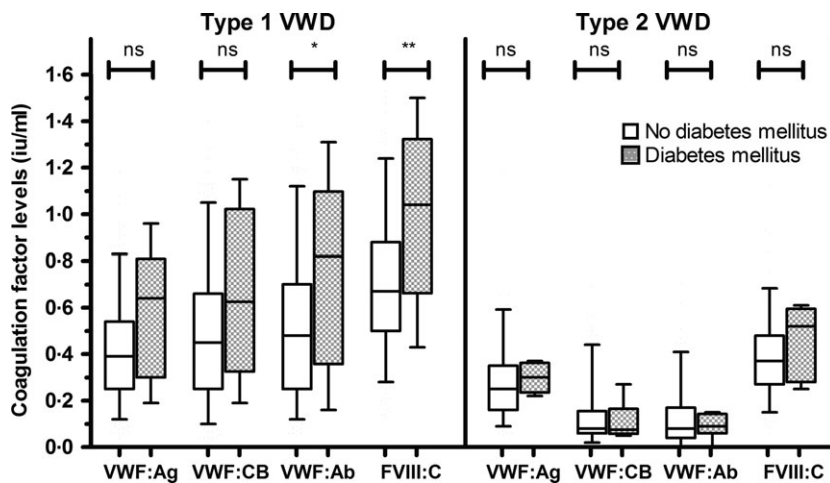 Type 1 VWD Type 2 VWD
ns ns * ** ns ns ns ns
1·6
1·4
1·2
1·0
0·8
0·6
0·4
0·2
0·0
Coagulation factor levels (iu/ml)
No diabetes mellitus
Diabetes mellitus
VWF:Ag VWF:CB VWF:Ab FVIII:C VWF:Ag VWF:CB VWF:Ab FVIII:C